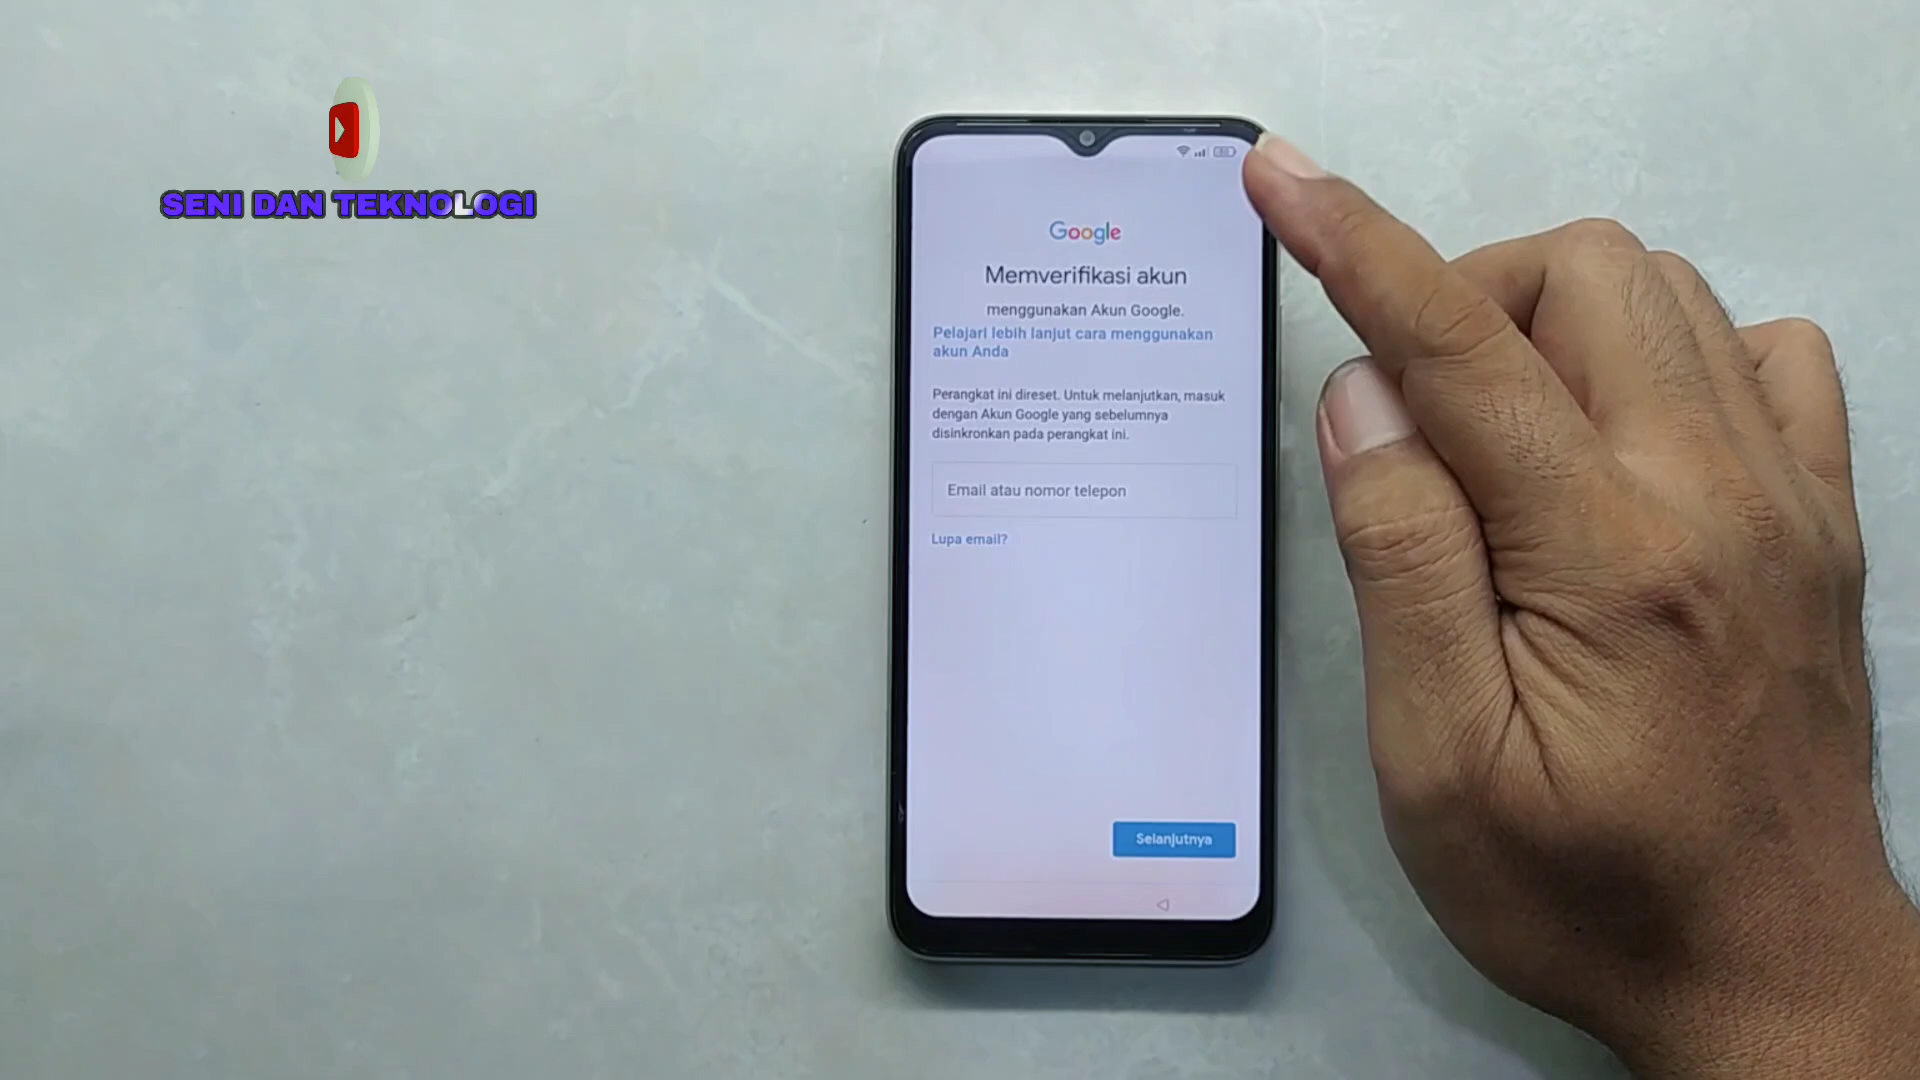 SENI DAN TEKNOLOGI
Google
Memverifikasi akun
menggunakan Akun Google.
Pelajari lebih lanjut cara menggunakan
akun Anda
Perangkat ini direset. Untuk melanjutkan, masuk
dengan Akun Google yang sebelumnya
disinkronkan pada perangkat ini.
Email atau nomor telepon
Lupa email?
Selanjutnya